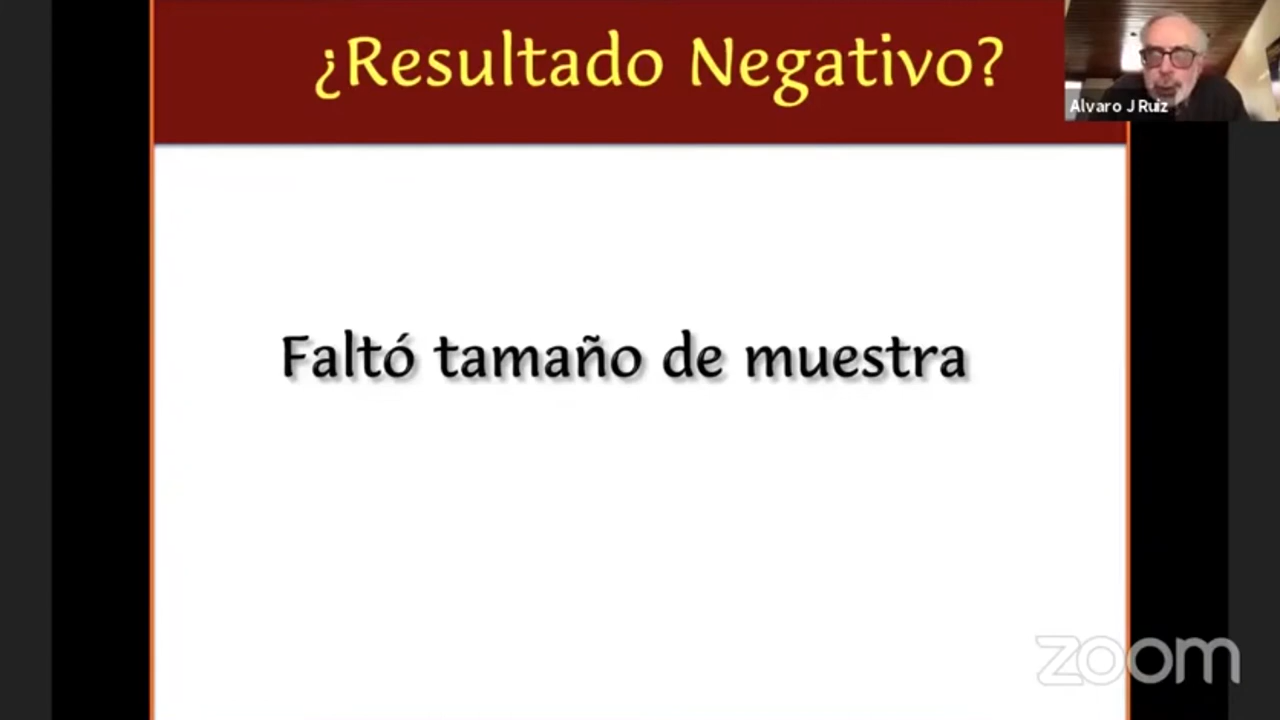 ¿Resultado Negativo?
Alvaro J Ruiz
Faltó tamaño de muestra
zoom